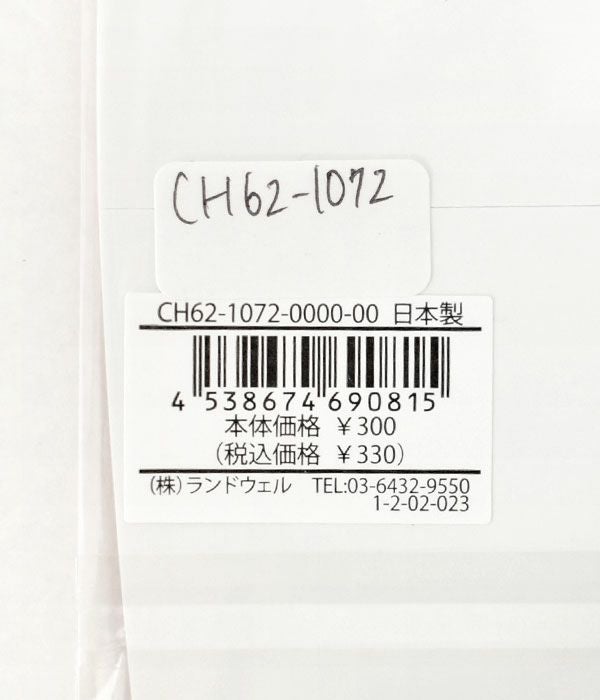 CH62-1072
CH62-1072-0000-00 日本製
4 538674 690815
本体価格 ￥300
(税込価格 ￥330)
(株)ランドウェル TEL:03-6432-9550
1-2-02-023